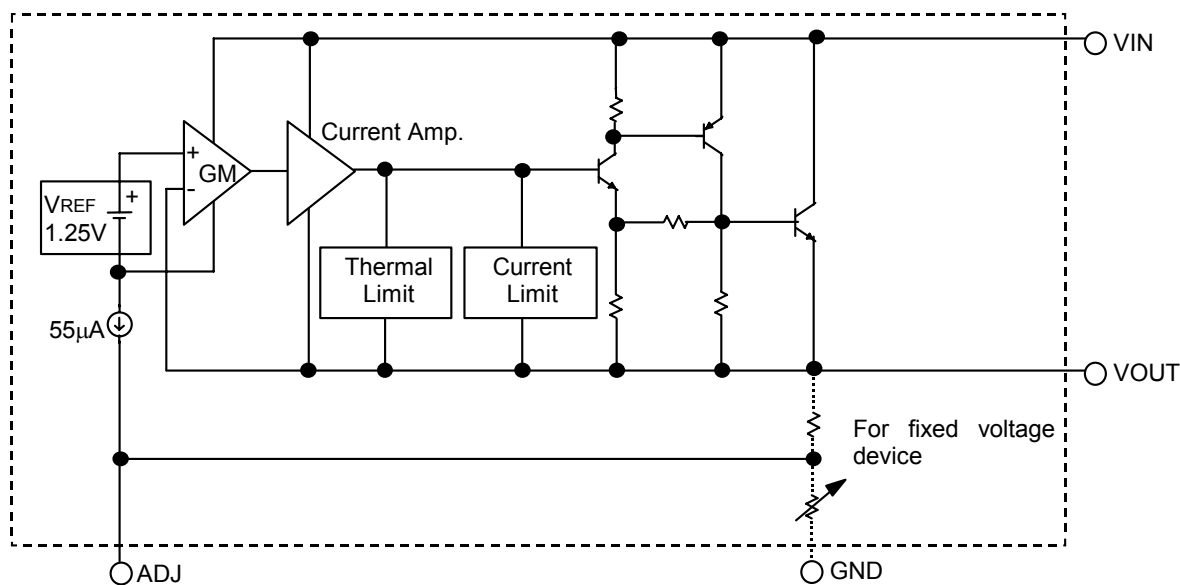 VIN
Current Amp.
+
GM
-
VREF
+
1.25V
Thermal
Limit
Current
Limit
55μA
VOUT
For fixed voltage
device
ADJ
GND